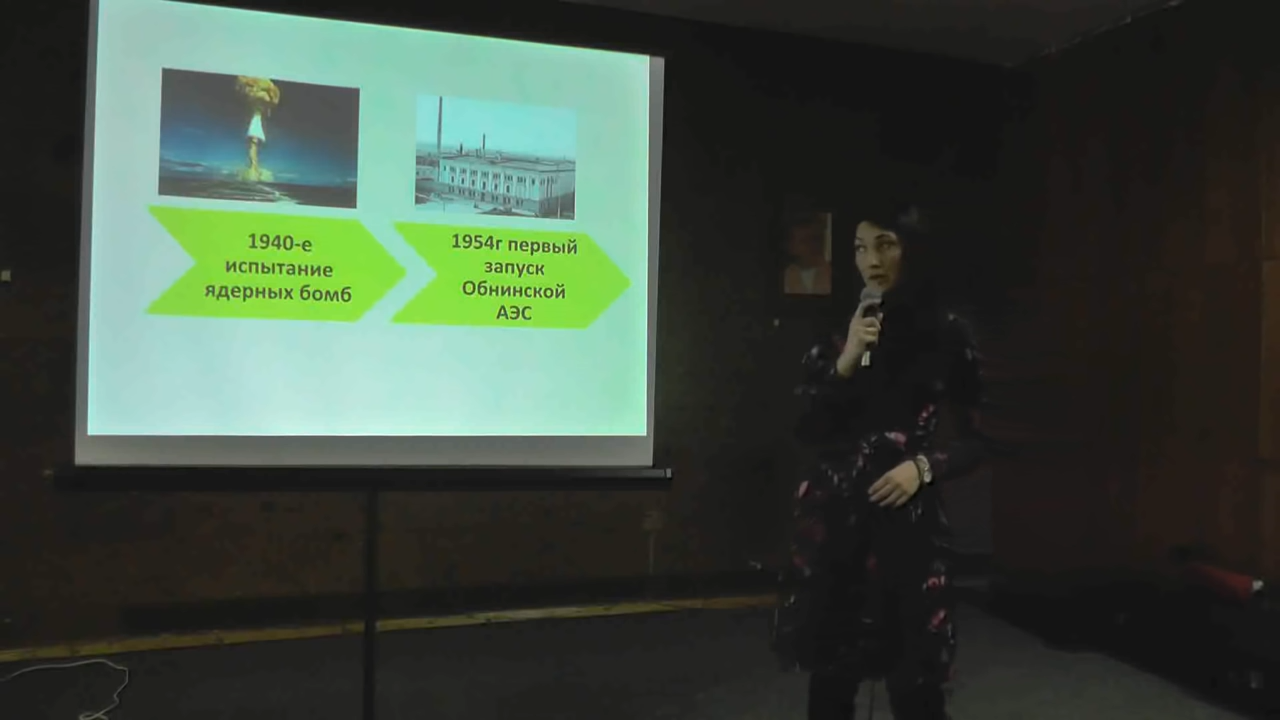 1940-е
испытание
ядерных бомб
1954г первый
запуск
Обнинской
АЭС